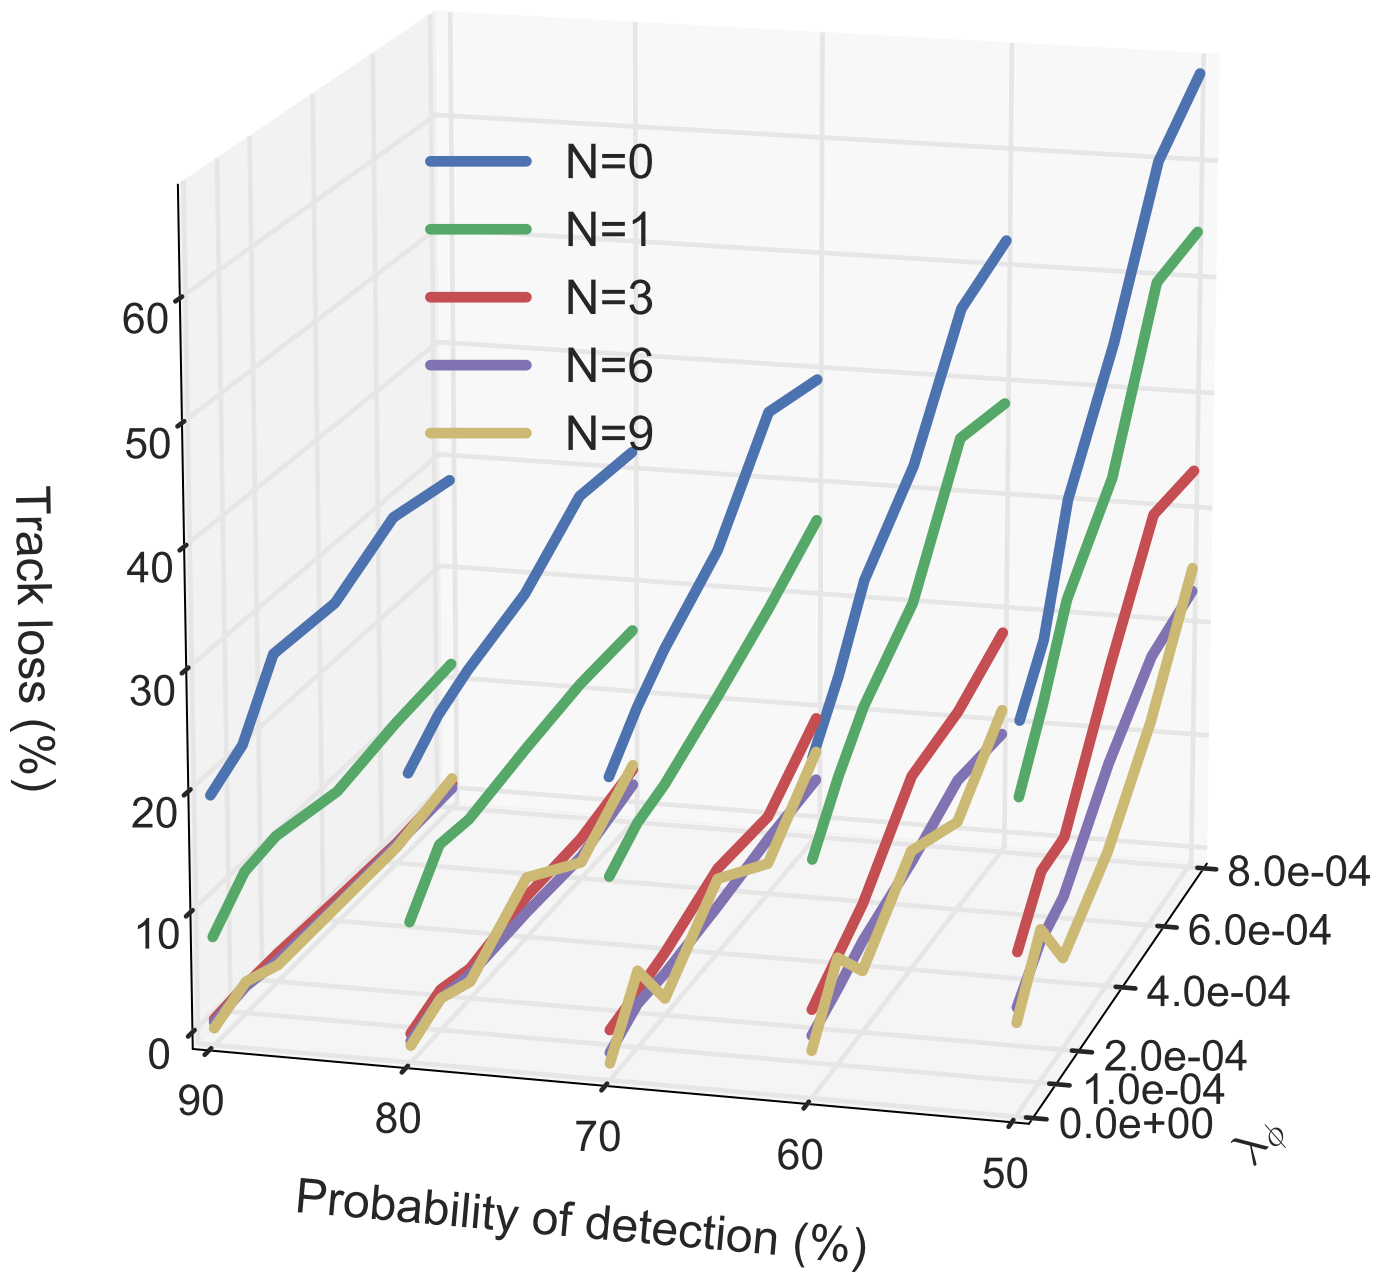 N=0
N=1
N=3
N=6
N=9
Track loss (%)
60
50
40
30
20
10
0
90
80
70
60
50
Probability of detection (%)
8.0e-04
6.0e-04
4.0e-04
2.0e-04
1.0e-04
0.0e+00
λϕ